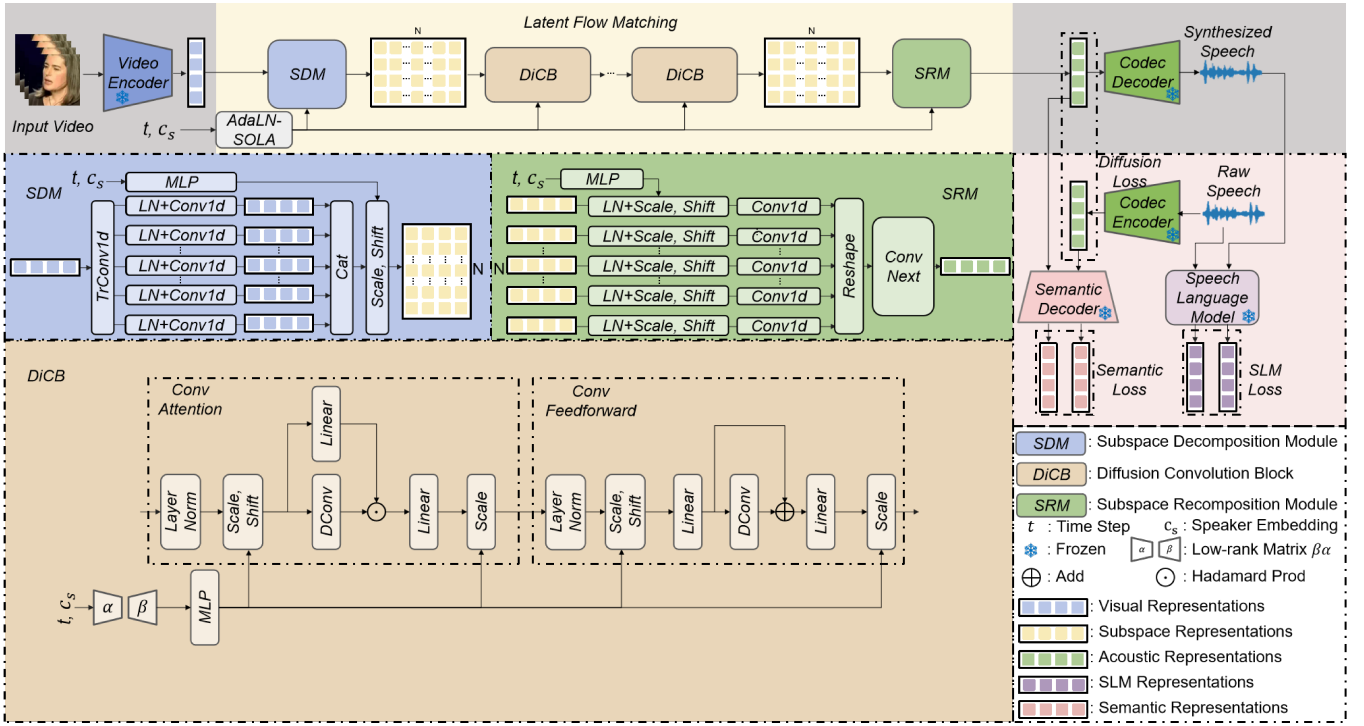 Latent Flow Matching
Video
Encoder
Input Video
t, cₛ
AdaLN-
SOLA
SDM
N
...
DiCB
...
DiCB
N
SRM
Codec
Decoder
Synthesized
Speech
SDM
t, cₛ
MLP
TrConv1d
LN+Conv1d
LN+Conv1d
LN+Conv1d
LN+Conv1d
LN+Conv1d
Cat
Scale, Shift
N
SRM
t, cₛ
MLP
N
LN+Scale, Shift
LN+Scale, Shift
LN+Scale, Shift
LN+Scale, Shift
LN+Scale, Shift
Conv1d
Conv1d
Conv1d
Conv1d
Conv1d
Reshape
Conv
Next
Diffusion
Loss
Codec
Encoder
Raw
Speech
Semantic
Decoder
Speech
Language
Model
Semantic
Loss
SLM
Loss
DiCB
Conv
Attention
Layer
Norm
Scale,
Shift
Linear
DConv
Linear
Scale
Conv
Feedforward
Layer
Norm
Scale,
Shift
Linear
DConv
Linear
Scale
t, cₛ
α
β
MLP
SDM : Subspace Decomposition Module
DiCB : Diffusion Convolution Block
SRM : Subspace Recomposition Module
t : Time Step cₛ : Speaker Embedding
: Frozen α β : Low-rank Matrix βα
: Add : Hadamard Prod
: Visual Representations
: Subspace Representations
: Acoustic Representations
: SLM Representations
: Semantic Representations